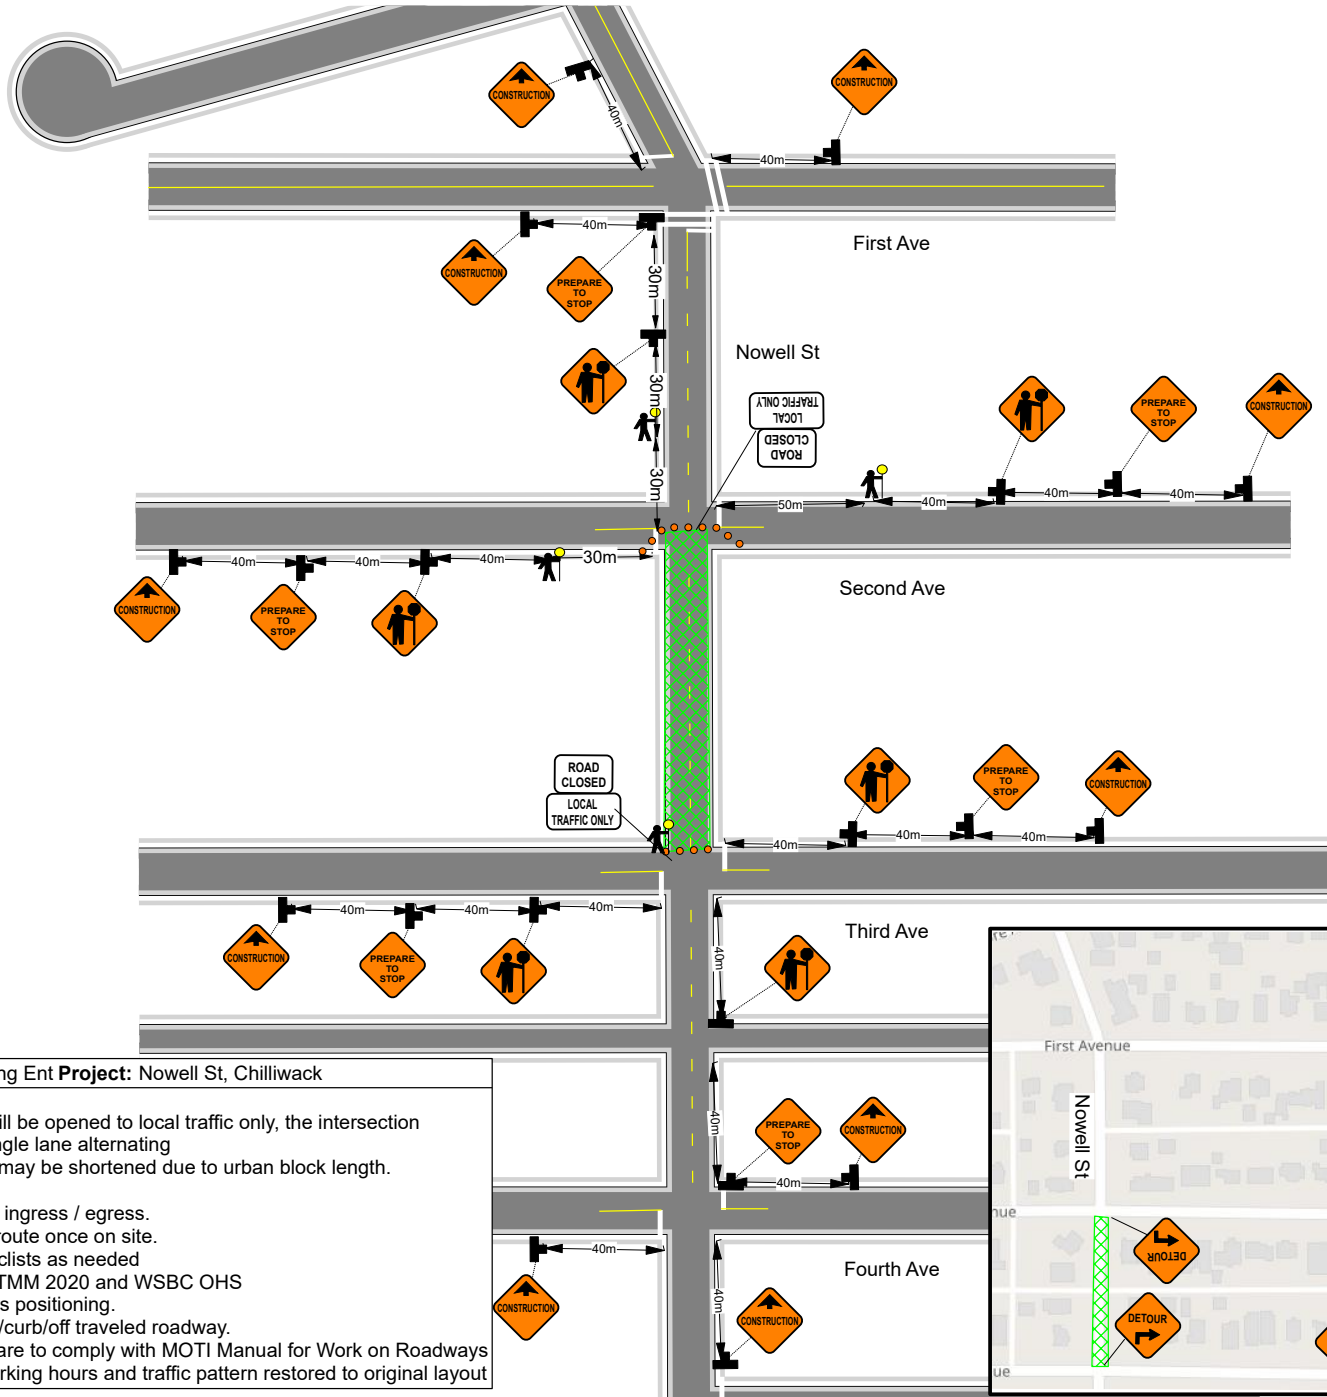 CONSTRUCTION
40m
CONSTRUCTION
40m
40m
CONSTRUCTION
PREPARE
TO
STOP
30m
First Ave
Nowell St
30m
LOCAL
TRAFFIC ONLY
ROAD
CLOSED
PREPARE
TO
STOP
CONSTRUCTION
30m
50m
40m
40m
40m
40m
40m
40m
30m
CONSTRUCTION
PREPARE
TO
STOP
Second Ave
ROAD
CLOSED
LOCAL
TRAFFIC ONLY
PREPARE
TO
STOP
CONSTRUCTION
40m
40m
40m
40m
40m
40m
CONSTRUCTION
PREPARE
TO
STOP
Third Ave
40m
First Avenue
Nowell St
nue
DETOUR
DETOUR
ue
40m
PREPARE
TO
STOP
CONSTRUCTION
40m
40m
CONSTRUCTION
Fourth Ave
40m
CONSTRUCTION
ng Ent Project: Nowell St, Chilliwack
ill be opened to local traffic only, the intersection
ngle lane alternating
may be shortened due to urban block length.
ingress / egress.
route once on site.
clists as needed
TMM 2020 and WSBC OHS
s positioning.
/curb/off traveled roadway.
are to comply with MOTI Manual for Work on Roadways
rking hours and traffic pattern restored to original layout